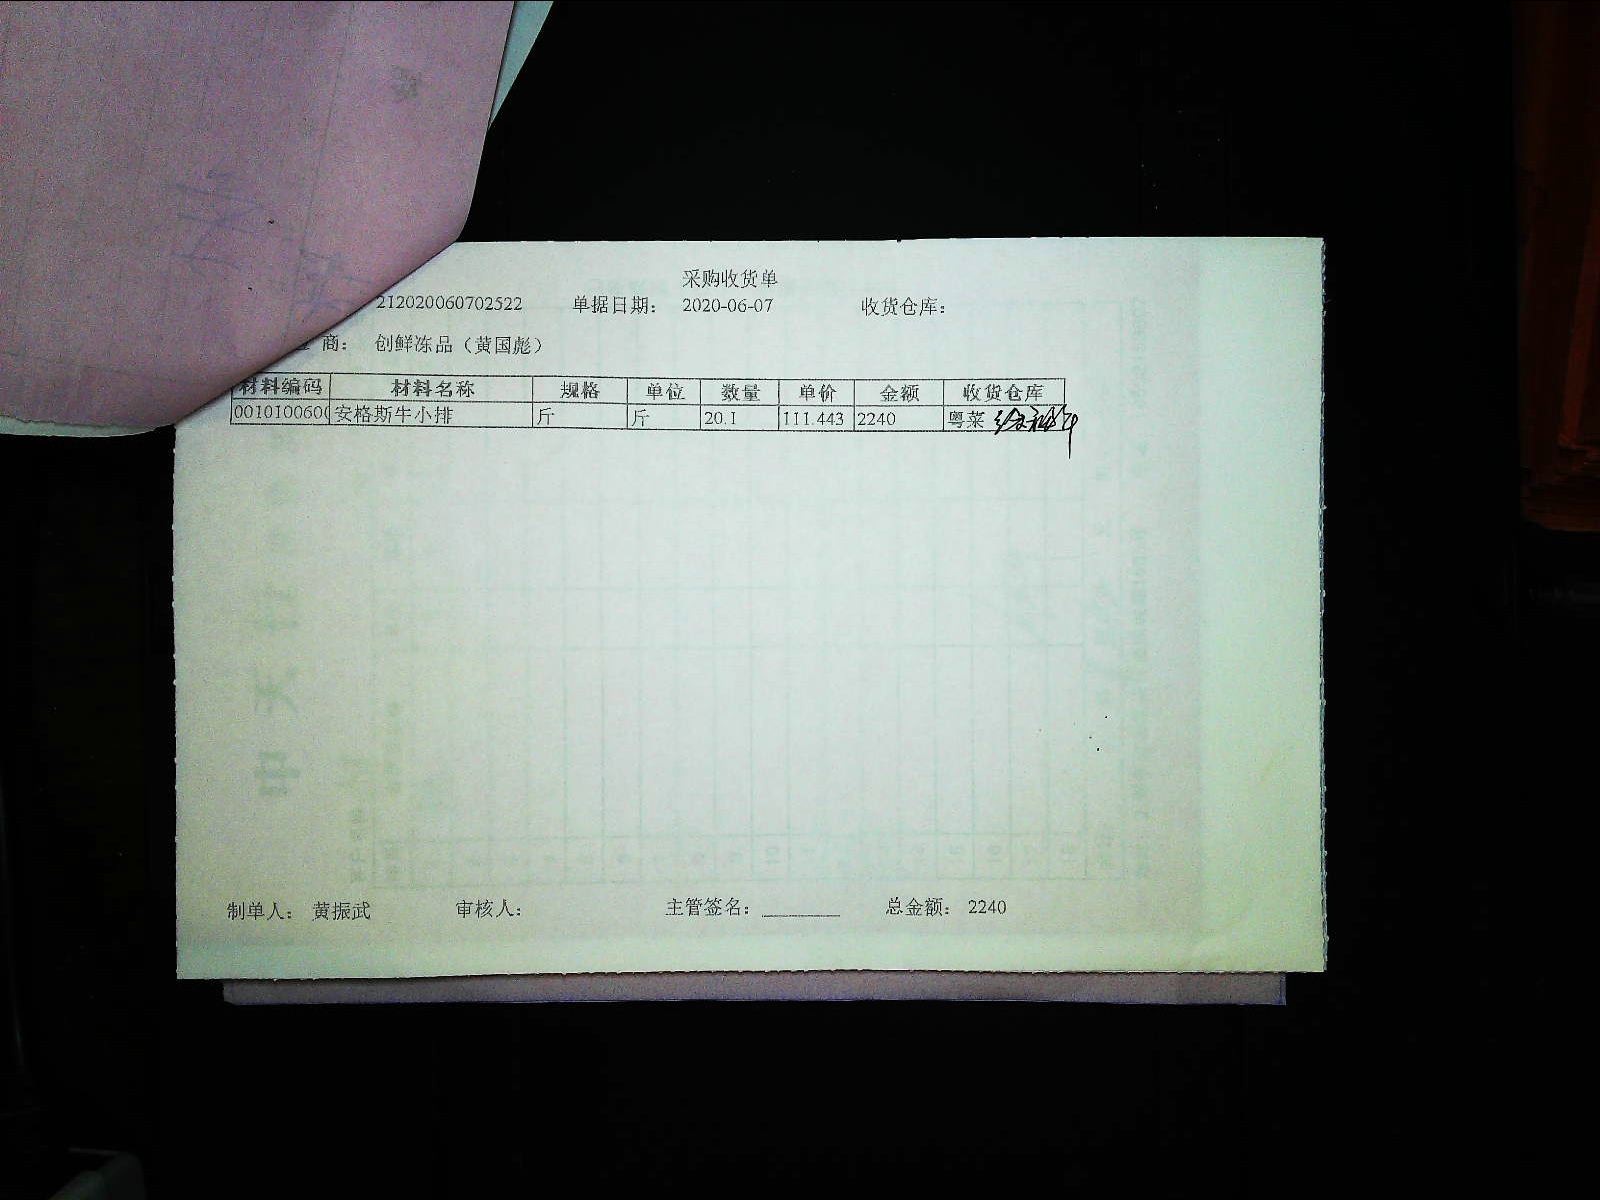 采购收货单
212020060702522 单据日期： 2020-06-07 收货仓库：
商： 创鲜冻品（黄国彪）
材料编码 材料名称 规格 单位 数量 单价 金额 收货仓库
001010060 安格斯牛小排 斤 斤 20.1 111.443 2240 粤菜
制单人： 黄振武 审核人： 主管签名： 总金额： 2240